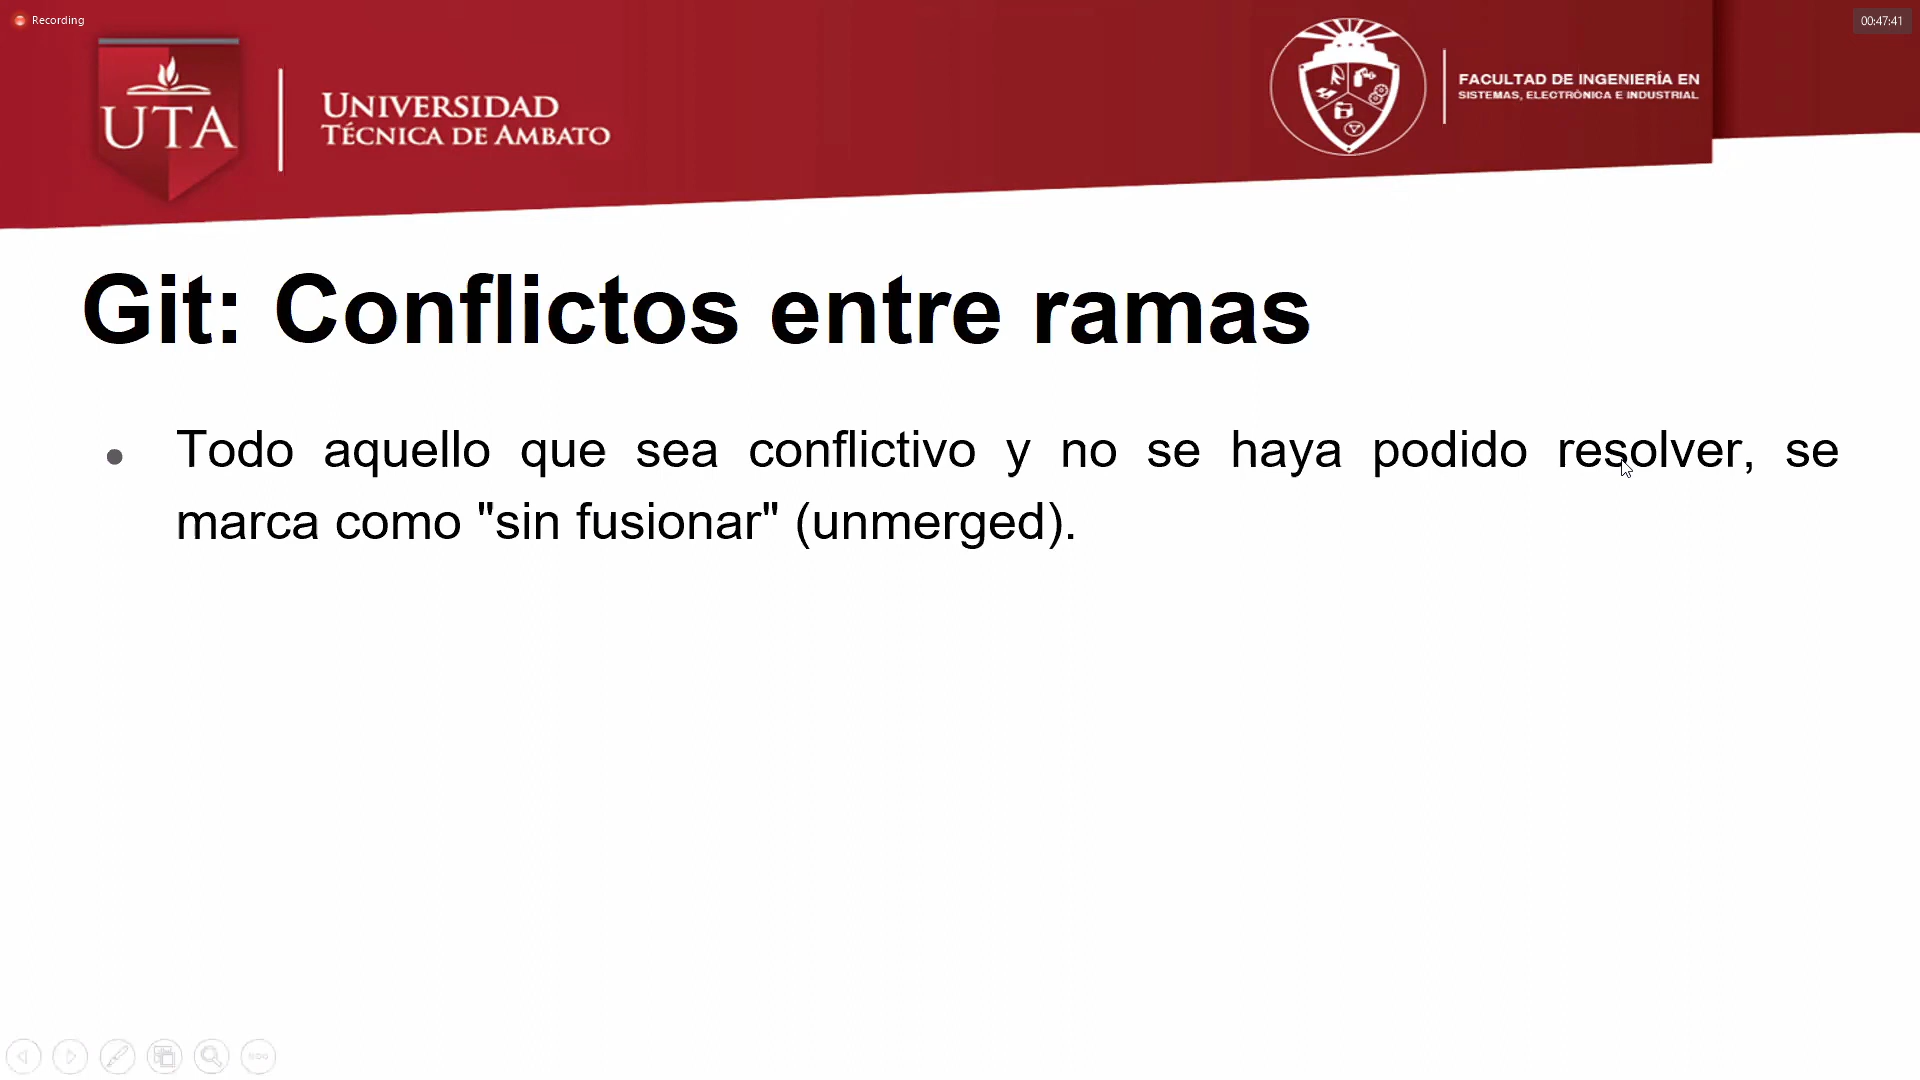 Recording
00:47:41
UTA
UNIVERSIDAD
TÉCNICA DE AMBATO
FACULTAD DE INGENIERÍA EN
SISTEMAS, ELECTRÓNICA E INDUSTRIAL
Git: Conflictos entre ramas
Todo aquello que sea conflictivo y no se haya podido resolver, se
marca como "sin fusionar" (unmerged).